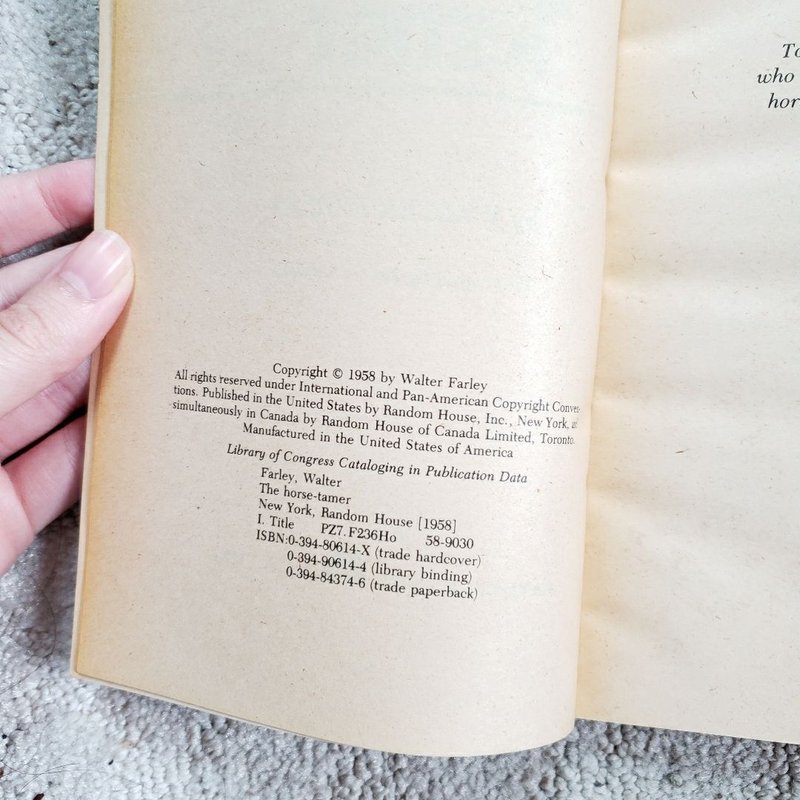 Copyright © 1958 by Walter Farley
All rights reserved under International and Pan-American Copyright Conven-
tions. Published in the United States by Random House, Inc., New York, and
simultaneously in Canada by Random House of Canada Limited, Toronto.
Manufactured in the United States of America
Library of Congress Cataloging in Publication Data
Farley, Walter
The horse-tamer
New York, Random House [1958]
I. Title PZ7.F236Ho 58-9030
ISBN:0-394-80614-X (trade hardcover)
0-394-90614-4 (library binding)
0-394-84374-6 (trade paperback)
who